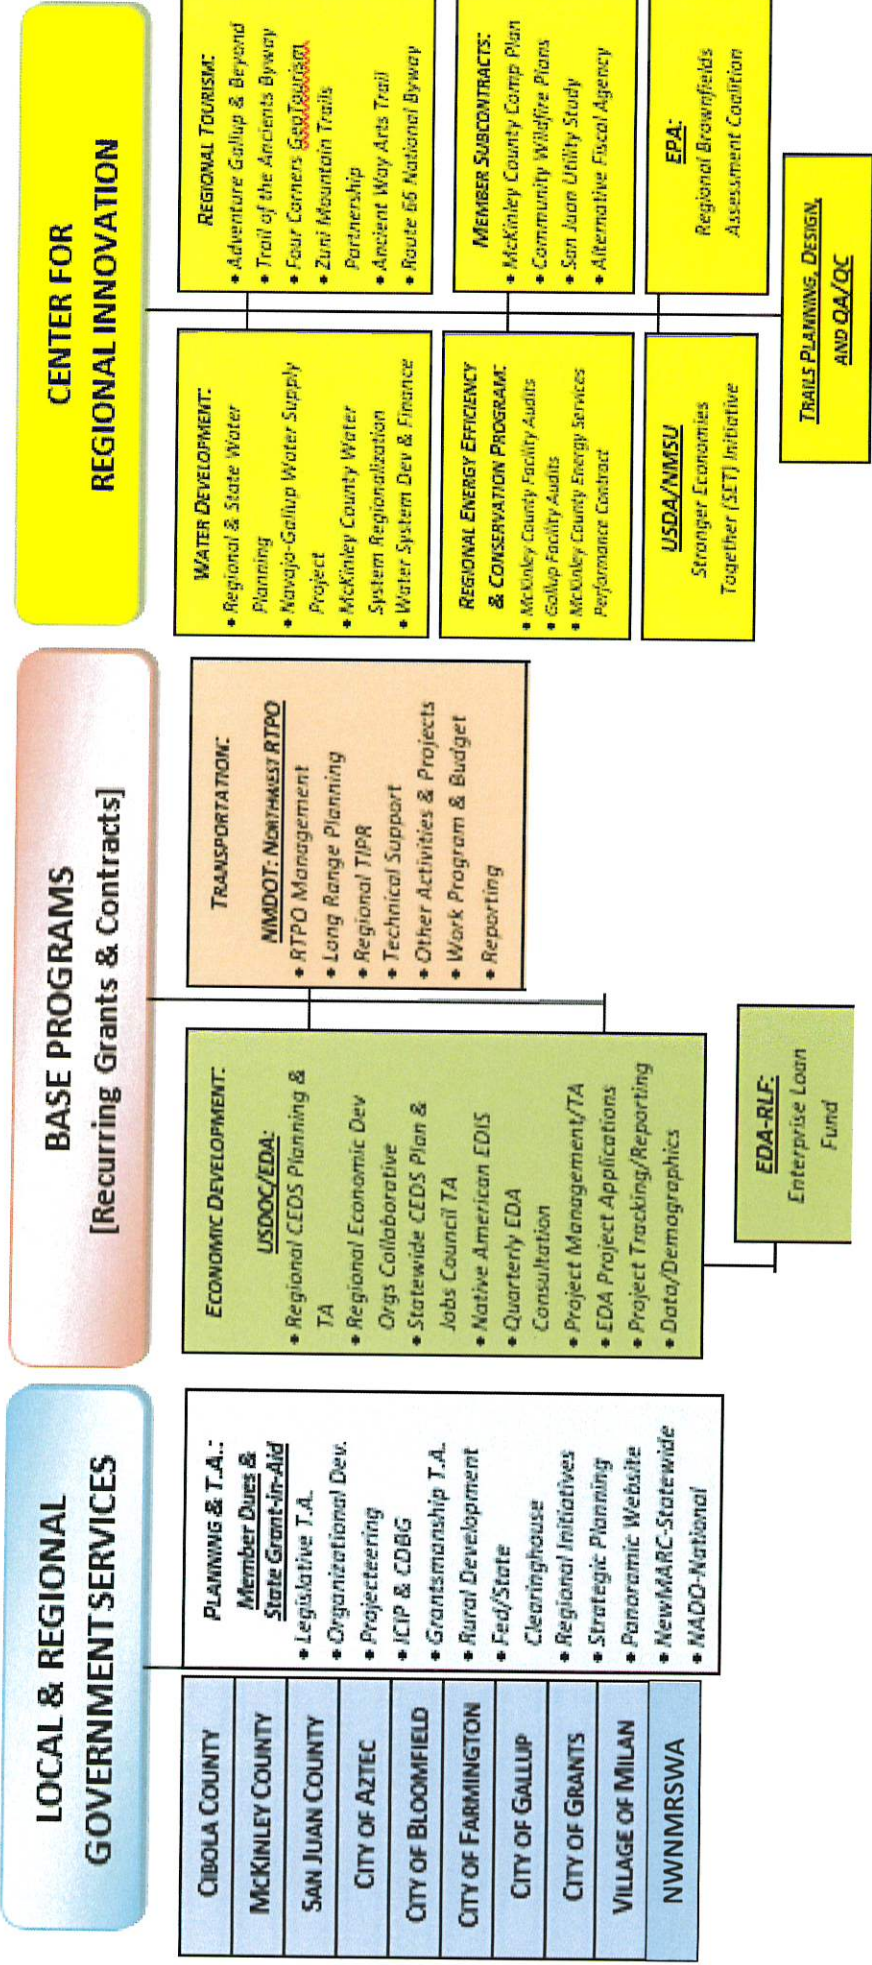 LOCAL & REGIONAL
GOVERNMENT SERVICES
CIBOLA COUNTY
MCKINLEY COUNTY
SAN JUAN COUNTY
CITY OF AZTEC
CITY OF BLOOMFIELD
CITY OF FARMINGTON
CITY OF GALLUP
CITY OF GRANTS
VILLAGE OF MILAN
NWNMRSWA
PLANNING & T.A.:
Member Dues &
State Grant-in-Aid
• Legislative T.A.
• Organizational Dev.
• Projecteering
• ICIP & CDBG
• Grantsmanship T.A.
• Rural Development
• Fed/State
Clearinghouse
• Regional Initiatives
• Strategic Planning
• Panoramic Website
• NewMARC-Statewide
• NADO-National
BASE PROGRAMS
[Recurring Grants & Contracts]
ECONOMIC DEVELOPMENT:
USDOC/EDA:
• Regional CEDS Planning &
TA
• Regional Economic Dev
Orgs Collaborative
• Statewide CEDS Plan &
Jobs Council TA
• Native American EDIS
• Quarterly EDA
Consultation
• Project Management/TA
• EDA Project Applications
• Project Tracking/Reporting
• Data/Demographics
EDA-RLF:
Enterprise Loan
Fund
TRANSPORTATION:
NMDOT: NORTHWEST RTPO
• RTPO Management
• Long Range Planning
• Regional TIPR
• Technical Support
• Other Activities & Projects
• Work Program & Budget
• Reporting
CENTER FOR
REGIONAL INNOVATION
WATER DEVELOPMENT:
• Regional & State Water
Planning
• Navajo-Gallup Water Supply
Project
• McKinley County Water
System Regionalization
• Water System Dev & Finance
REGIONAL TOURISM:
• Adventure Gallup & Beyond
• Trail of the Ancients Byway
• Four Corners GeoTourism
• Zuni Mountain Trails
Partnership
• Ancient Way Arts Trail
• Route 66 National Byway
REGIONAL ENERGY EFFICIENCY
& CONSERVATION PROGRAM:
• McKinley County Facility Audits
• Gallup Facility Audits
• McKinley County Energy Services
Performance Contract
MEMBER SUBCONTRACTS:
• McKinley County Comp Plan
• Community Wildfire Plans
• San Juan Utility Study
• Alternative Fiscal Agency
USDA/NMSU
Stronger Economies
Together (SET) Initiative
EPA:
Regional Brownfields
Assessment Coalition
TRAILS PLANNING, DESIGN,
AND QA/QC